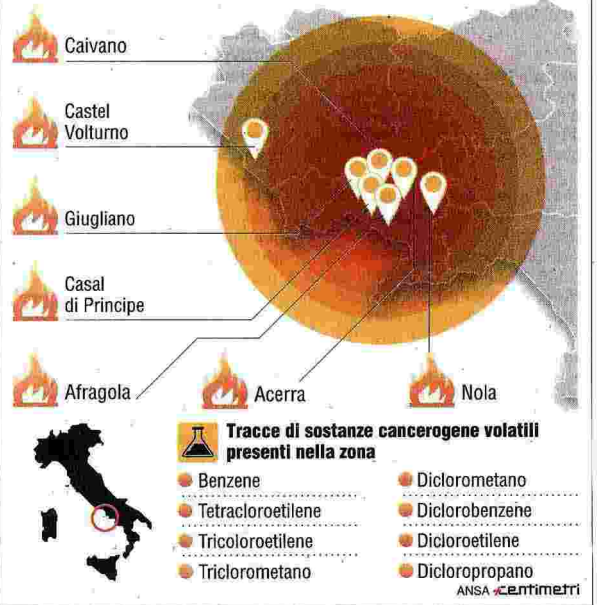 Caivano
Castel
Volturno
Giugliano
Casal
di Principe
Afragola
Acerra
Nola
Tracce di sostanze cancerogene volatili
presenti nella zona
Benzene
Tetracloroetilene
Tricoloroetilene
Triclorometano
Diclorometano
Diclorobenzene
Dicloroetilene
Dicloropropano
ANSA centimetri